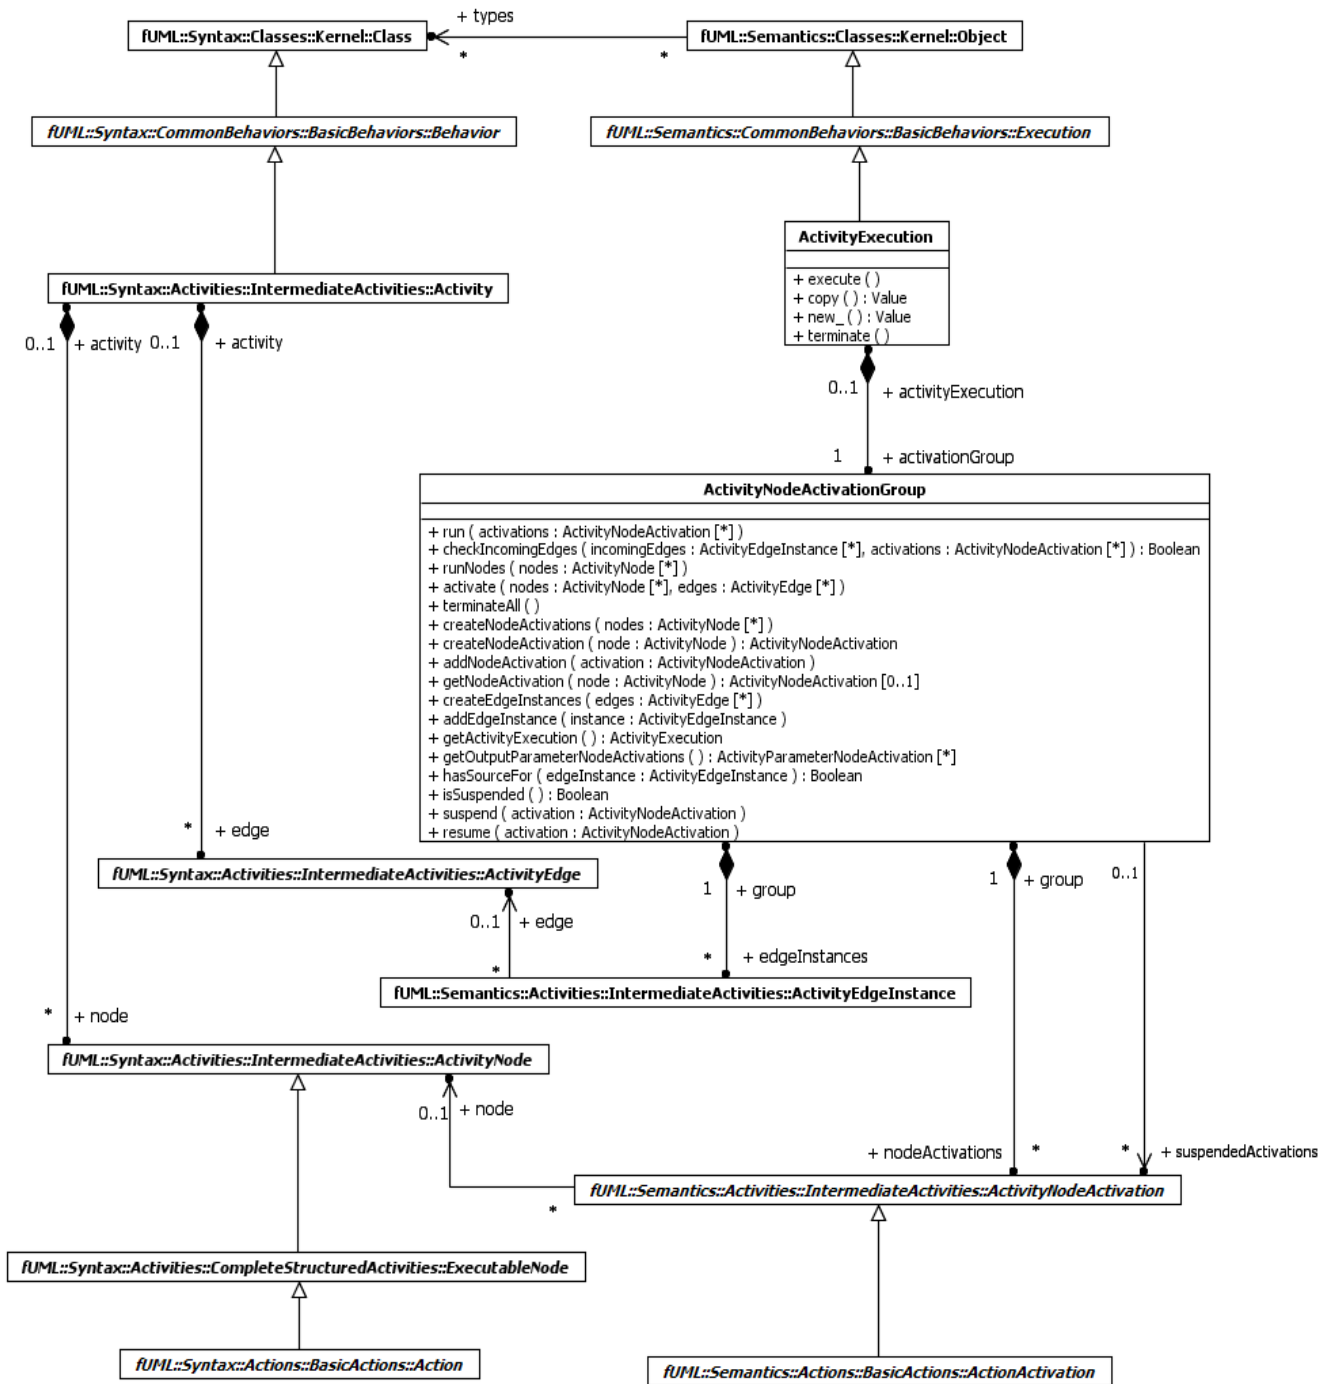 + types
fUML::Syntax::Classes::Kernel::Class
fUML::Semantics::Classes::Kernel::Object
*
*
fUML::Syntax::CommonBehaviors::BasicBehaviors::Behavior
fUML::Semantics::CommonBehaviors::BasicBehaviors::Execution
ActivityExecution
+ execute ( )
+ copy ( ) : Value
+ new_ ( ) : Value
+ terminate ( )
fUML::Syntax::Activities::IntermediateActivities::Activity
0..1
+ activity
0..1
+ activity
0..1
+ activityExecution
1
+ activationGroup
ActivityNodeActivationGroup
+ run ( activations : ActivityNodeActivation [*] )
+ checkIncomingEdges ( incomingEdges : ActivityEdgeInstance [*], activations : ActivityNodeActivation [*] ) : Boolean
+ runNodes ( nodes : ActivityNode [*] )
+ activate ( nodes : ActivityNode [*], edges : ActivityEdge [*] )
+ terminateAll ( )
+ createNodeActivations ( nodes : ActivityNode [*] )
+ createNodeActivation ( node : ActivityNode ) : ActivityNodeActivation
+ addNodeActivation ( activation : ActivityNodeActivation )
+ getNodeActivation ( node : ActivityNode ) : ActivityNodeActivation [0..1]
+ createEdgeInstances ( edges : ActivityEdge [*] )
+ addEdgeInstance ( instance : ActivityEdgeInstance )
+ getActivityExecution ( ) : ActivityExecution
+ getOutputParameterNodeActivations ( ) : ActivityParameterNodeActivation [*]
+ hasSourceFor ( edgeInstance : ActivityEdgeInstance ) : Boolean
+ isSuspended ( ) : Boolean
+ suspend ( activation : ActivityNodeActivation )
+ resume ( activation : ActivityNodeActivation )
*
+ edge
fUML::Syntax::Activities::IntermediateActivities::ActivityEdge
1
+ group
1
+ group
0..1
0..1
+ edge
*
*
+ edgeInstances
fUML::Semantics::Activities::IntermediateActivities::ActivityEdgeInstance
*
+ node
fUML::Syntax::Activities::IntermediateActivities::ActivityNode
0..1
+ node
+ nodeActivations
*
*
+ suspendedActivations
fUML::Semantics::Activities::IntermediateActivities::ActivityNodeActivation
*
fUML::Syntax::Activities::CompleteStructuredActivities::ExecutableNode
fUML::Syntax::Actions::BasicActions::Action
fUML::Semantics::Actions::BasicActions::ActionActivation